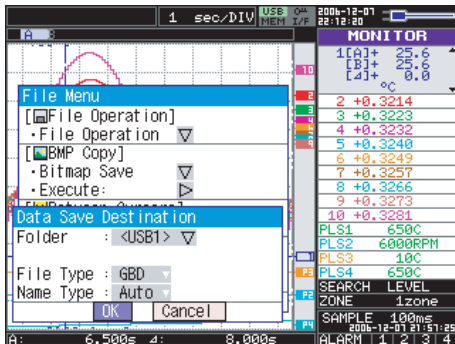 1 sec/DIV USB MEM I/F 2006-12-07 22:12:20
A
MONITOR
1[A]+ 25.6
[B]+ 25.6
[⊿]+ 0.0
°C
10
2 +0.3214
3 +0.3223
4 +0.3232
5 +0.3240
6 +0.3249
7 +0.3257
8 +0.3266
9 +0.3273
10 +0.3281
PLS1 650C
PLS2 6000RPM
PLS3 10C
PLS4 650C
SEARCH LEVEL
ZONE 1zone
SAMPLE 100ms
2006-12-07 21:57:25
ALARM 1 2 3 4
File Menu
[File Operation]
・File Operation ▽
[BMP Copy]
・Bitmap Save ▽
・Execute: ▷
Data Save Destination
Folder : <USB1> ▽
File Type : GBD
Name Type : Auto
OK Cancel
P3
P2
P4
A: 6.500s ⊿: 8.000s